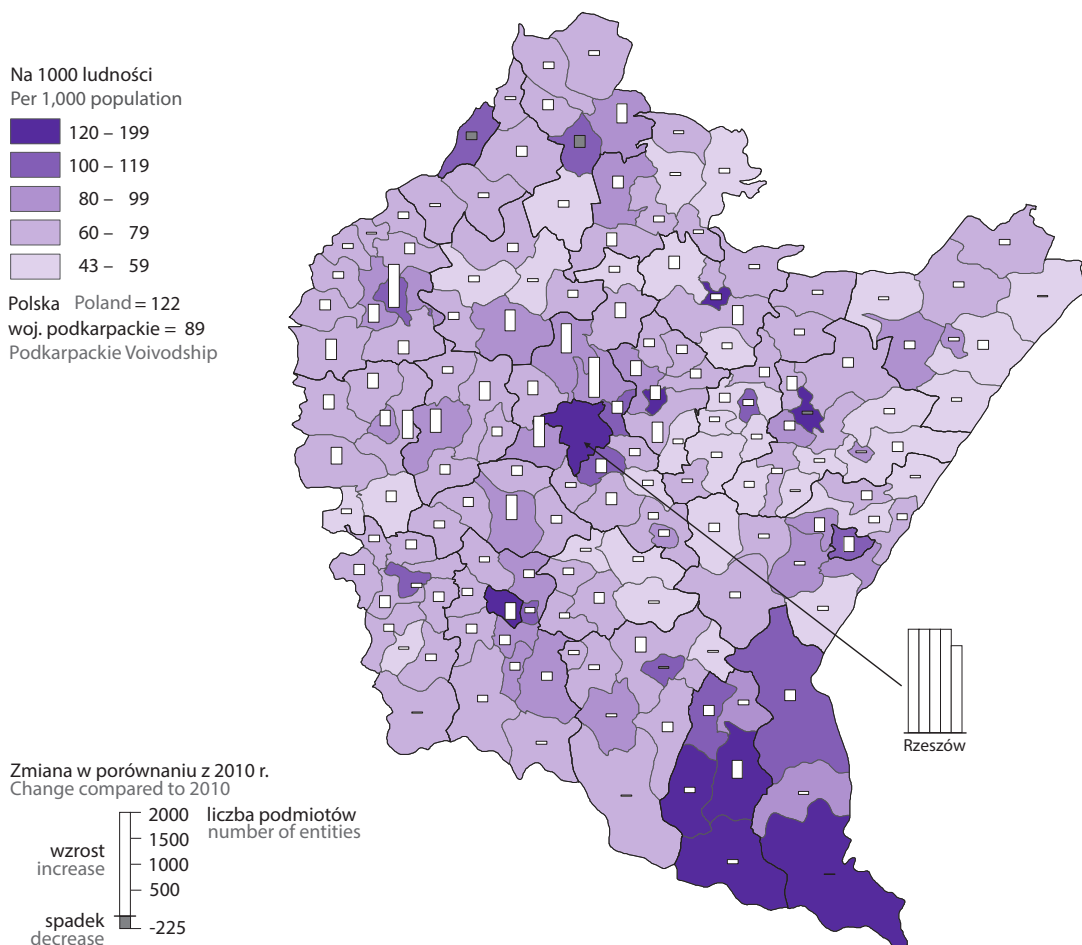 Na 1000 ludności
Per 1,000 population
120 – 199
100 – 119
80 – 99
60 – 79
43 – 59
Polska Poland = 122
woj. podkarpackie = 89
Podkarpackie Voivodship
Rzeszów
Zmiana w porównaniu z 2010 r.
Change compared to 2010
2000 liczba podmiotów
1500 number of entities
wzrost 1000
increase
500
spadek -225
decrease